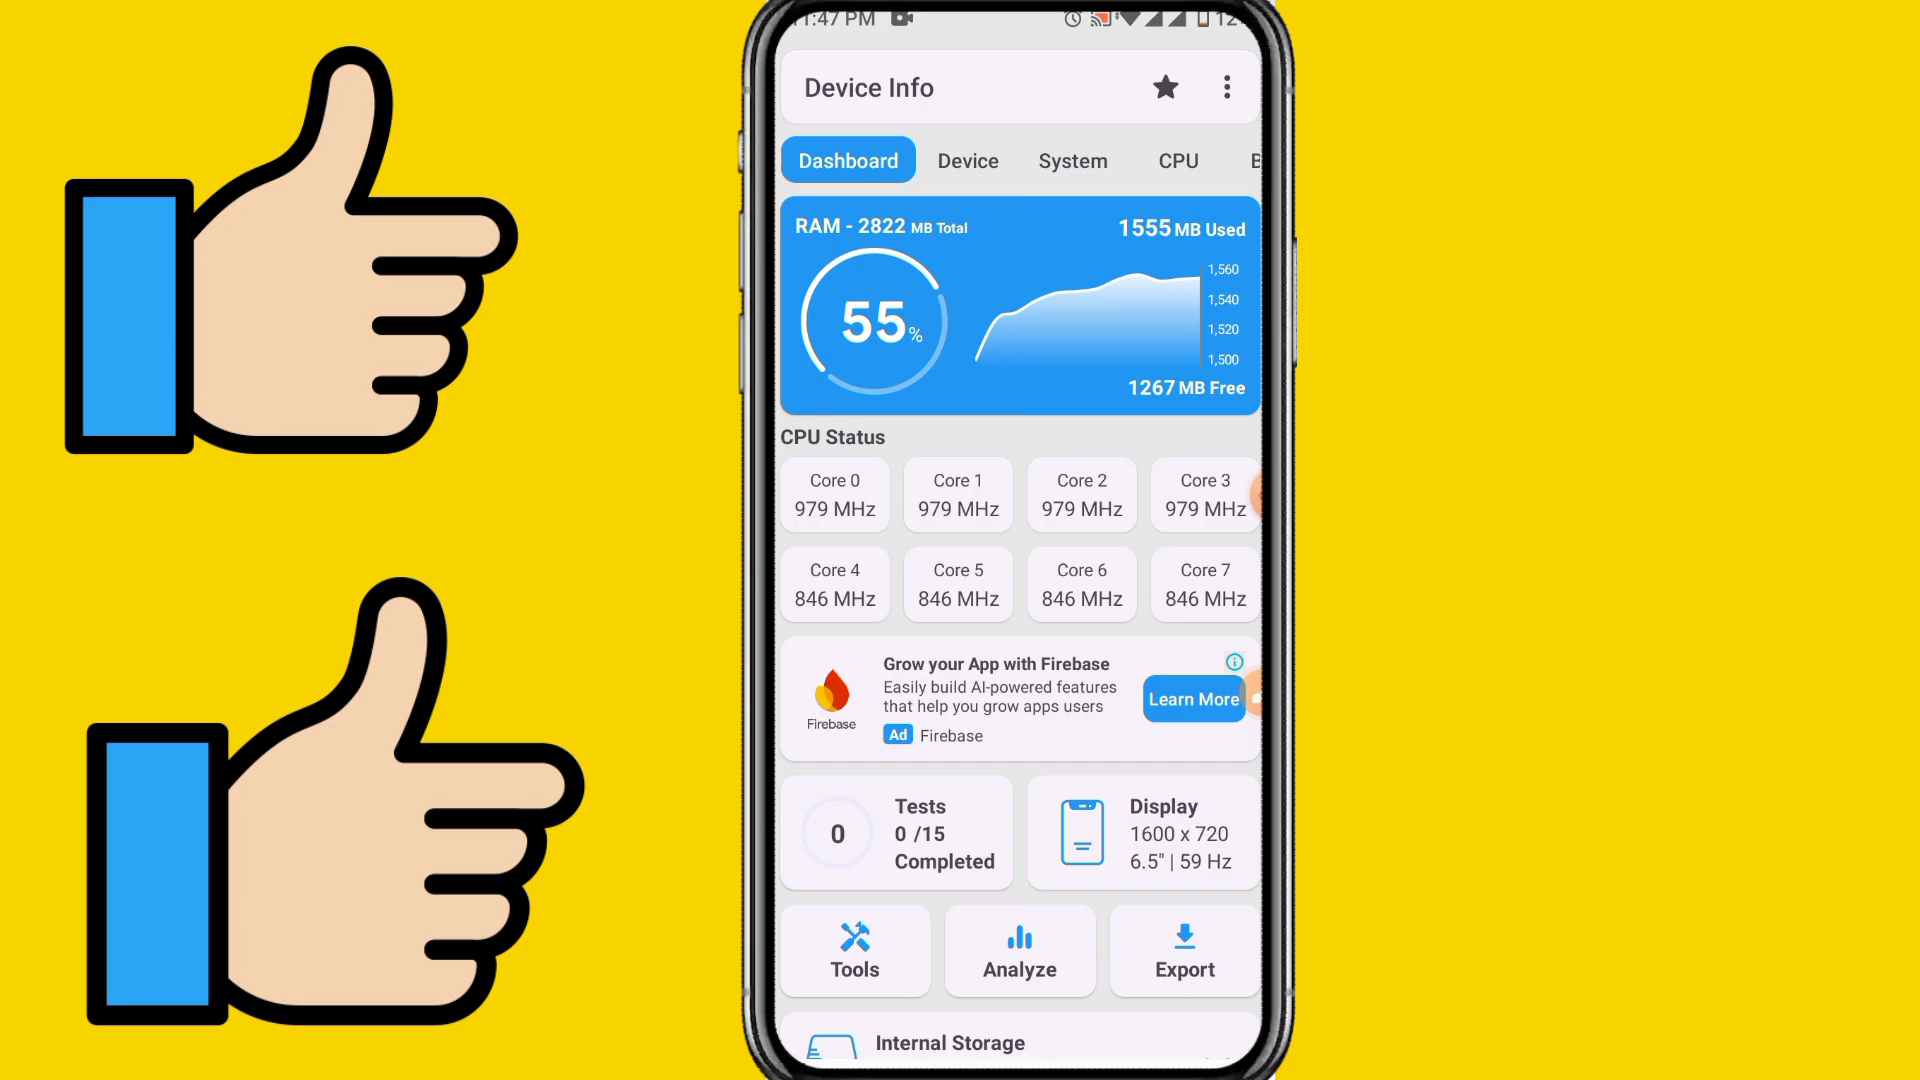 :47 PM
Device Info
Dashboard Device System CPU
RAM - 2822 MB Total
1555 MB Used
55%
1,560
1,540
1,520
1,500
1267 MB Free
CPU Status
Core 0 Core 1 Core 2 Core 3
979 MHz 979 MHz 979 MHz 979 MHz
Core 4 Core 5 Core 6 Core 7
846 MHz 846 MHz 846 MHz 846 MHz
Grow your App with Firebase
Easily build AI-powered features
that help you grow apps users
Ad Firebase
Firebase
Learn More
0
Tests
0 /15
Completed
Display
1600 x 720
6.5" | 59 Hz
Tools Analyze Export
Internal Storage